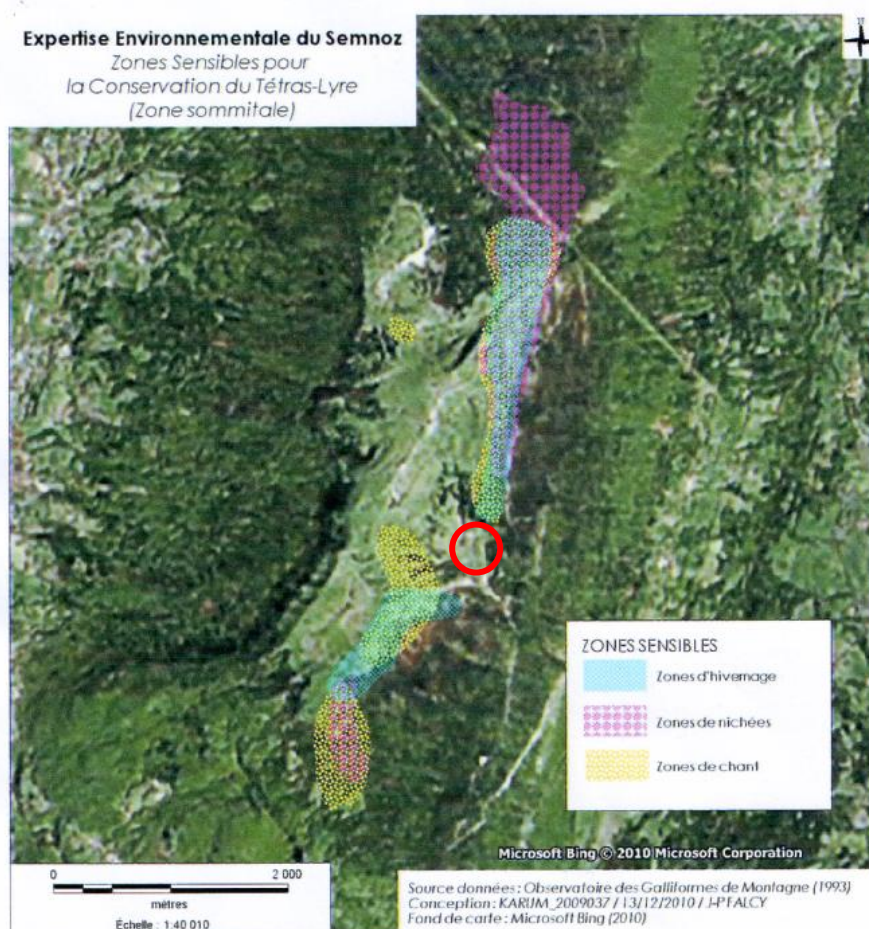 Expertise Environnementale du Semnoz
Zones Sensibles pour
la Conservation du Tétras-Lyre
(Zone sommitale)
ZONES SENSIBLES
Zones d'hivernage
Zones de nichées
Zones de chant
Microsoft Bing © 2010 Microsoft Corporation
0 2 000
mètres
Échelle : 1:40 010
Source données : Observatoire des Galliformes de Montagne (1993)
Conception : KARUM_2009037 / 13/12/2010 / J-P FALCY
Fond de carte : Microsoft Bing (2010)